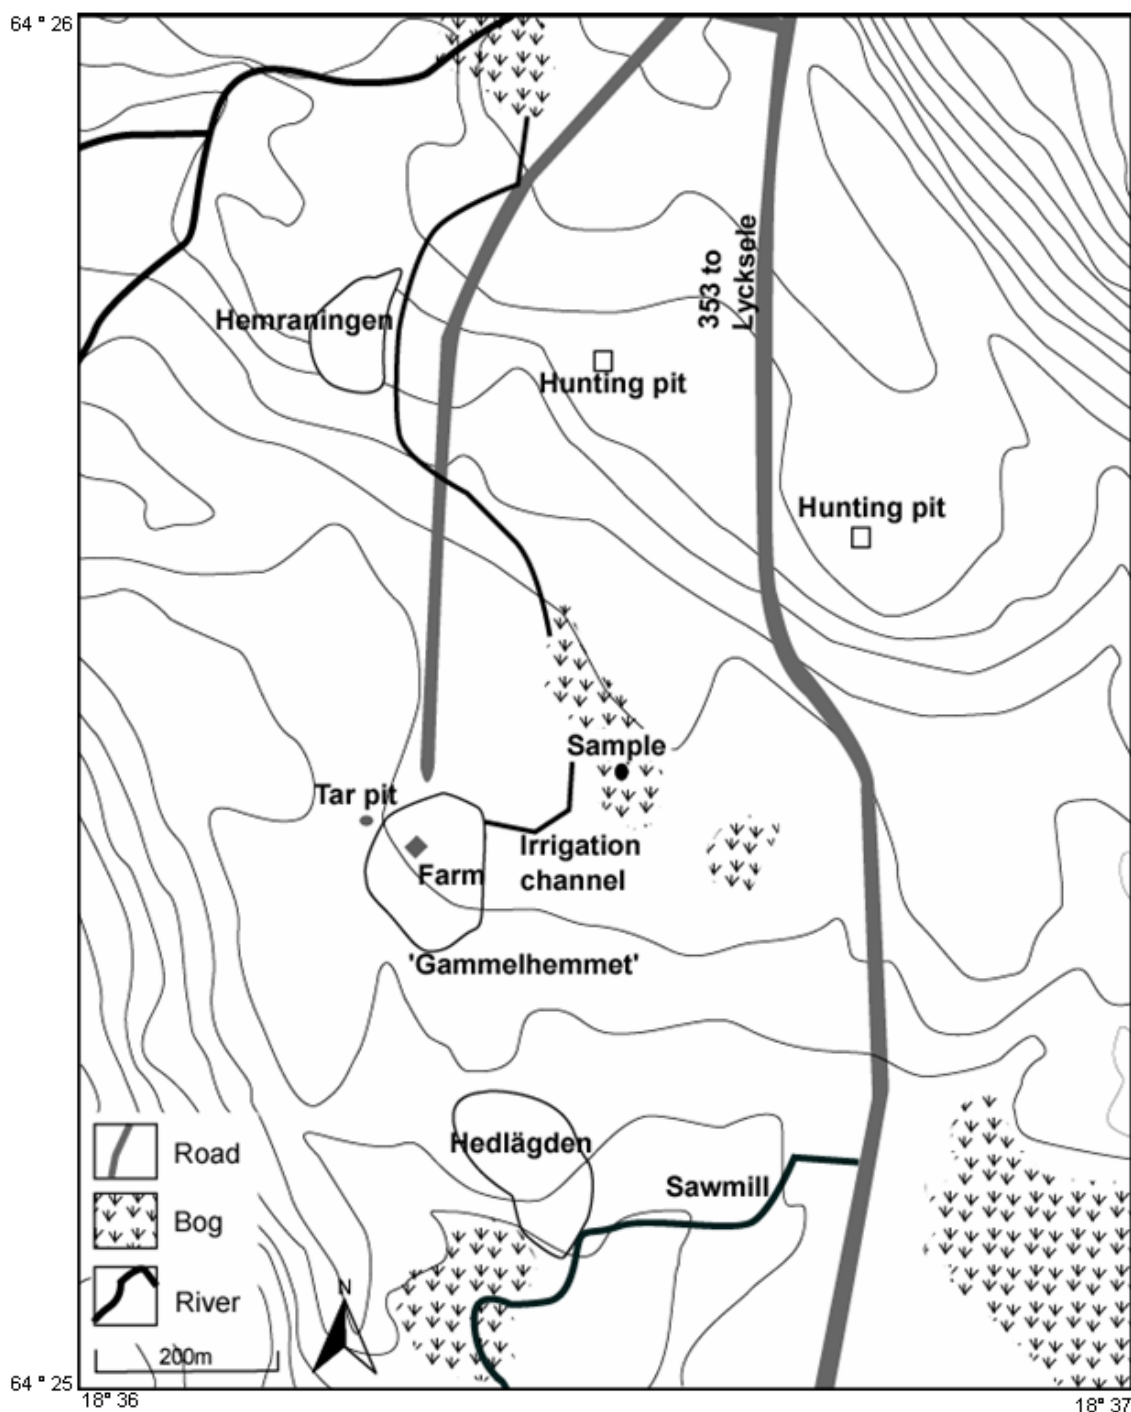 64 ° 26
353 to
Lycksele
Hemraningen
Hunting pit
Hunting pit
Sample
Tar pit
Irrigation
channel
Farm
'Gammelhemmet'
Hedlägden
Sawmill
Road
Bog
River
N
200m
64 ° 25
18° 36
18° 37